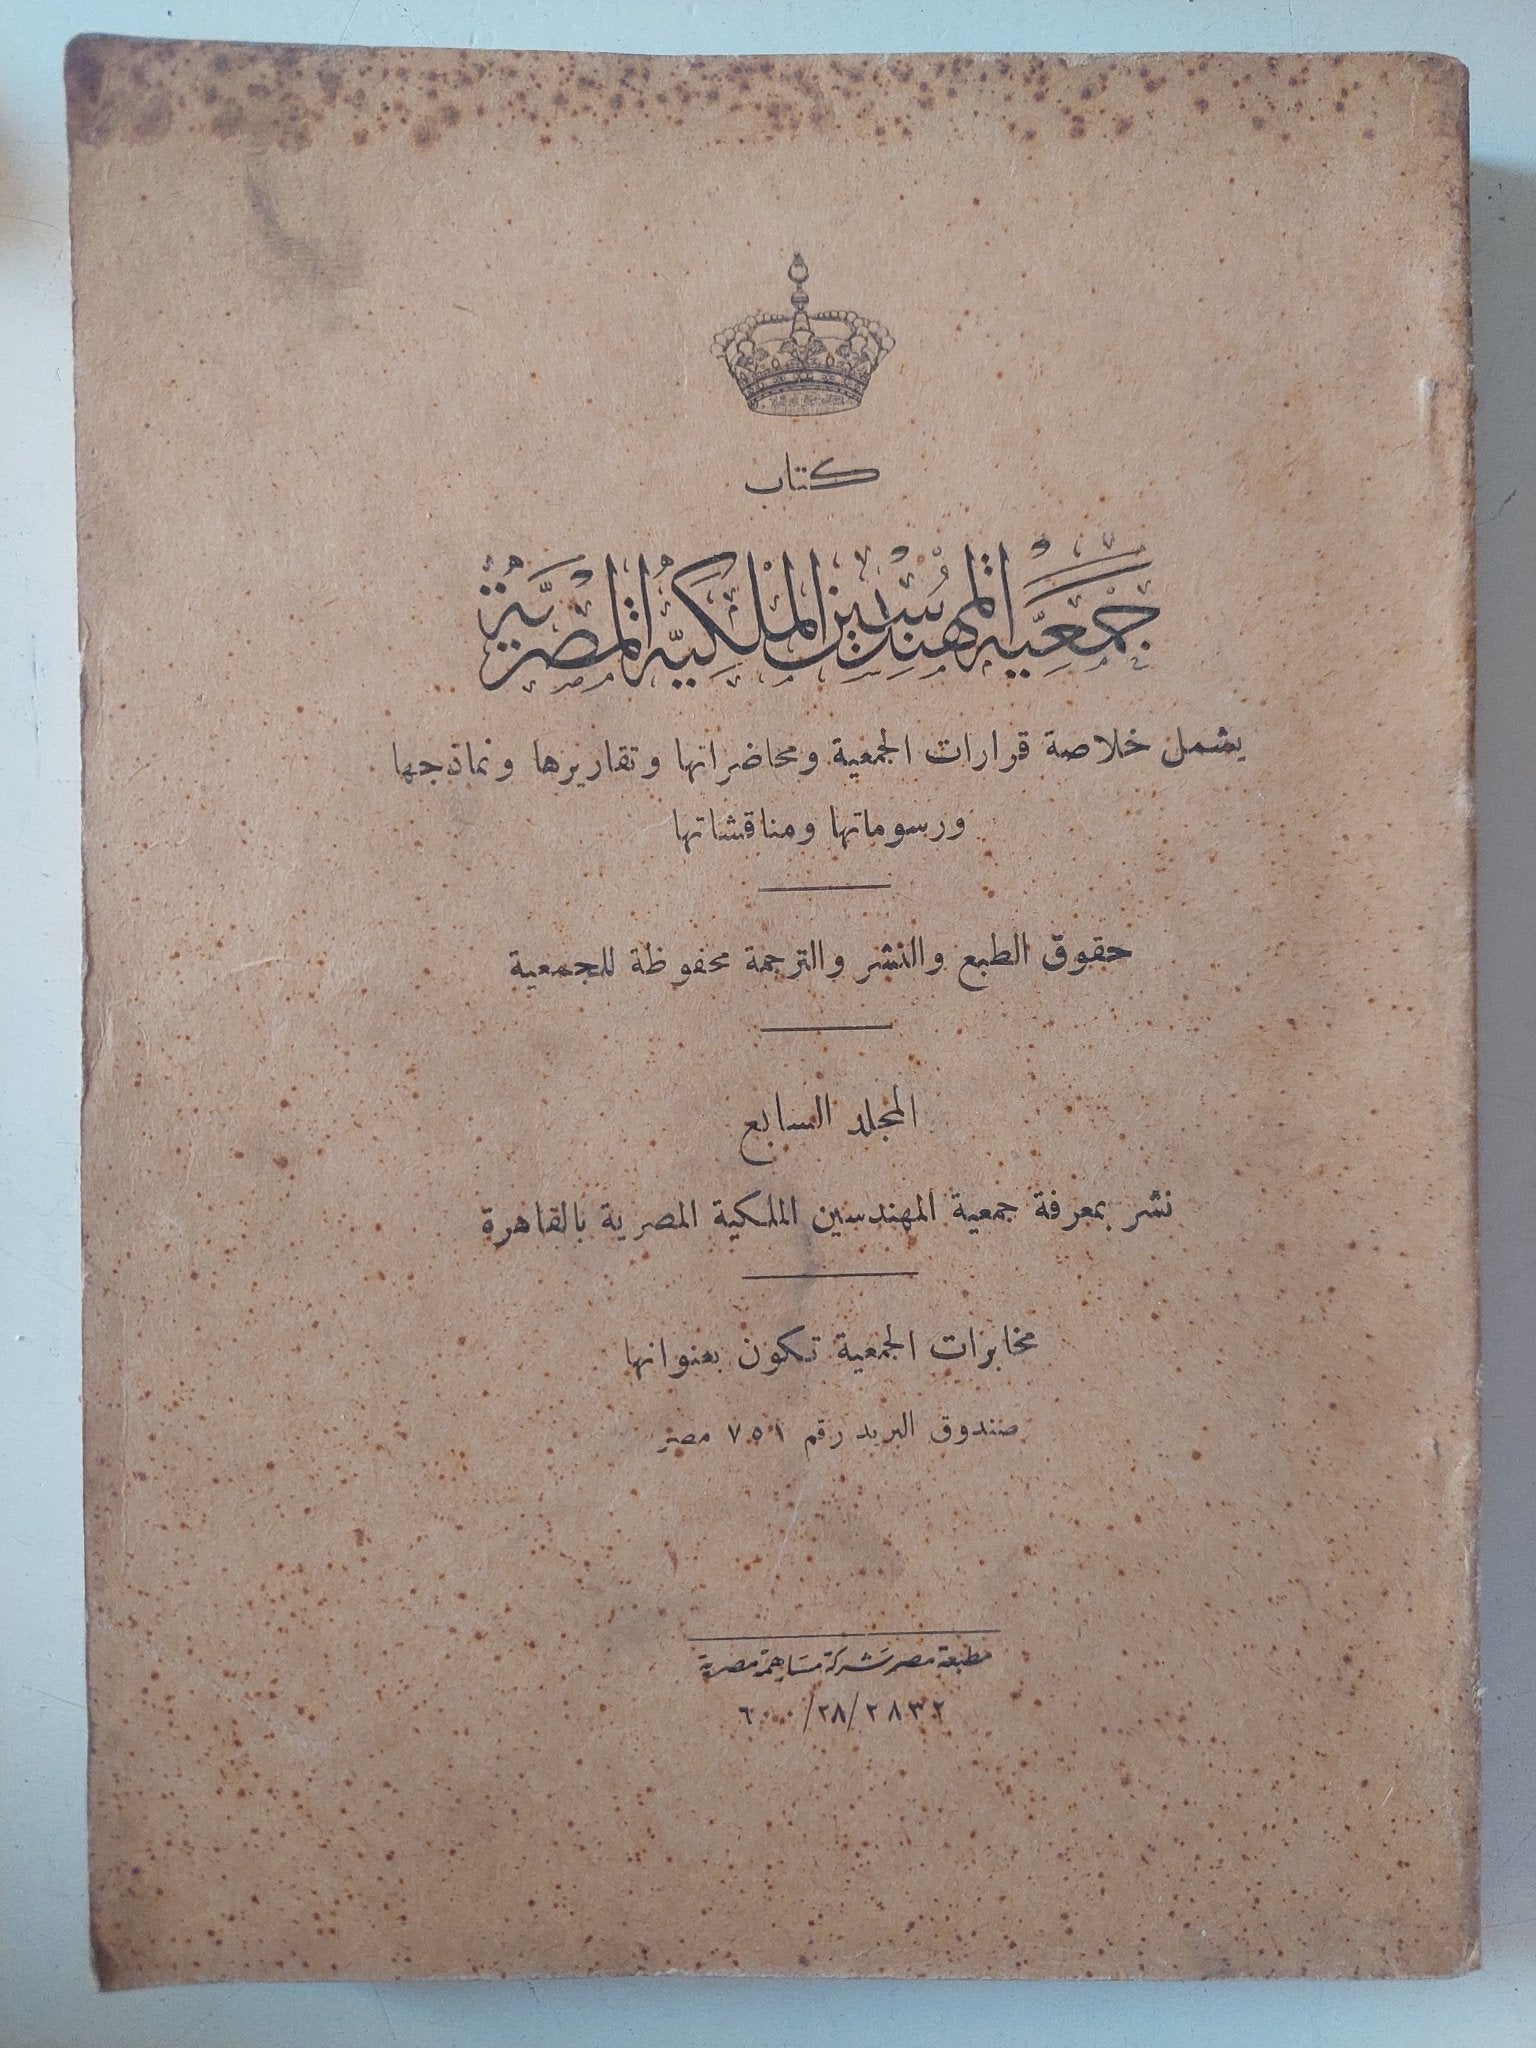 كتاب
جمعية المهندسين الملكية المصرية
يشمل خلاصة قرارات الجمعية ومحاضراتها وتقاريرها ونماذجها
ورسوماتها ومناقشاتها
حقوق الطبع والنشر والترجمة محفوظة للجمعية
المجلد السابع
نشر بمعرفة جمعية المهندسين الملكية المصرية بالقاهرة
مخابرات الجمعية تكون بعنوانها
صندوق البريد رقم ٧٥١ مصر
مطبعة مصر شركة مساهمة مصرية
٦٠٠/٢٨/٢٨٣٢